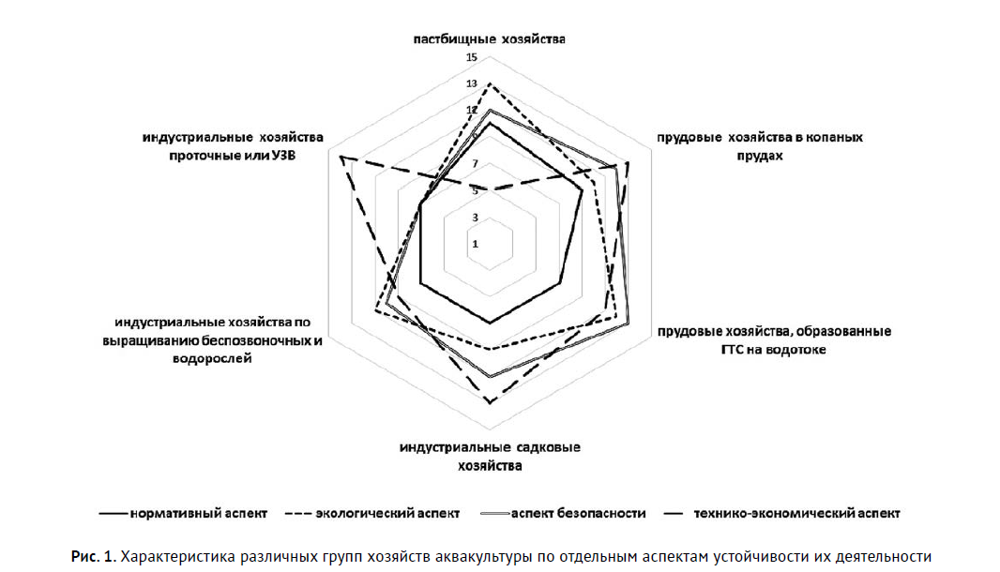 пастбищные хозяйства
15
13
11
9
7
5
3
1
индустриальные хозяйства
проточные или УЗВ
прудовые хозяйства в копаных
прудах
индустриальные хозяйства по
выращиванию беспозвоночных и
водорослей
прудовые хозяйства, образованные
ГТС на водотоке
индустриальные садковые
хозяйства
нормативный аспект экологический аспект аспект безопасности технико-экономический аспект
Рис. 1. Характеристика различных групп хозяйств аквакультуры по отдельным аспектам устойчивости их деятельности